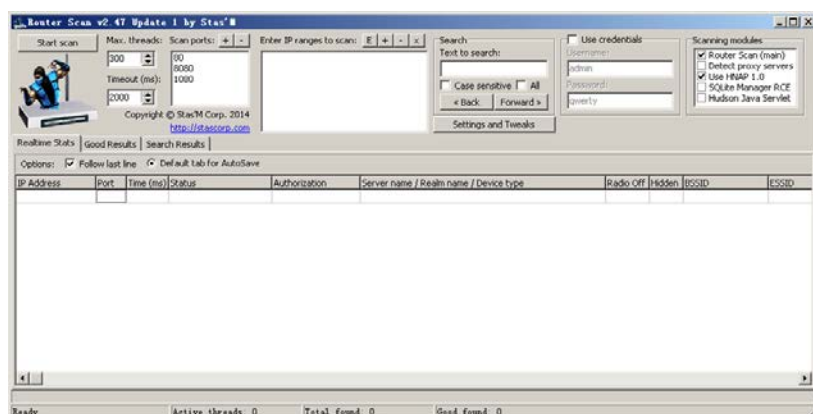 Router Scan v2.47 Update 1 by Stas'M
Start scan
Max. threads:
300
Timeout (ms):
2000
Scan ports: + -
80
8080
1080
Copyright © Stas'M Corp. 2014
http://stascorp.com
Enter IP ranges to scan: E + - x
Search
Text to search:
Case sensitive All
« Back Forward »
Settings and Tweaks
Use credentials
Username:
admin
Password:
qwerty
Scanning modules
Router Scan (main)
Detect proxy servers
Use HNAP 1.0
SQLite Manager RCE
Hudson Java Servlet
Realtime Stats Good Results Search Results
Options: Follow last line Default tab for AutoSave
IP Address Port Time (ms) Status Authorization Server name / Realm name / Device type Radio Off Hidden BSSID ESSID
Ready Active threads: 0 Total found: 0 Good found: 0